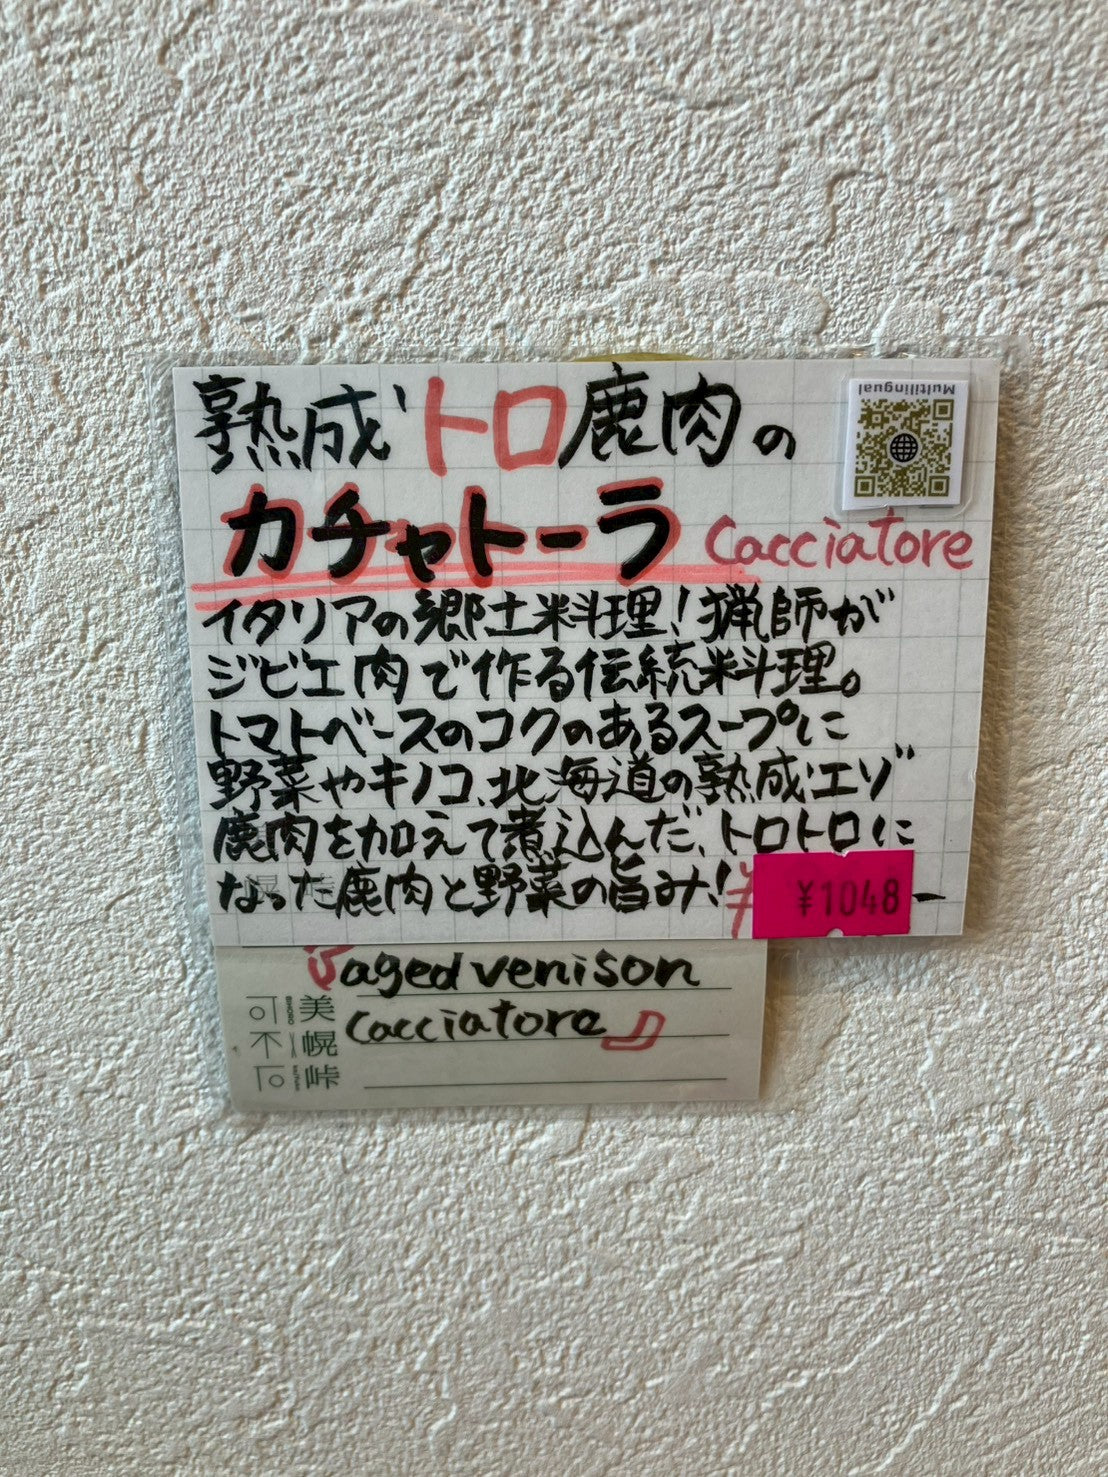 熟成トロ鹿肉の
Multilingual
カチャトーラ Cacciatore
イタリアの郷土料理！猟師が
ジビエ肉で作る伝統料理。
トマトベースのコクのあるスープに
野菜やキノコ、北海道の熟成エゾ
鹿肉を加えて煮込んだ、トロトロに
なった鹿肉と野菜の旨み！
¥1048
aged venison
cacciatore
美幌峠